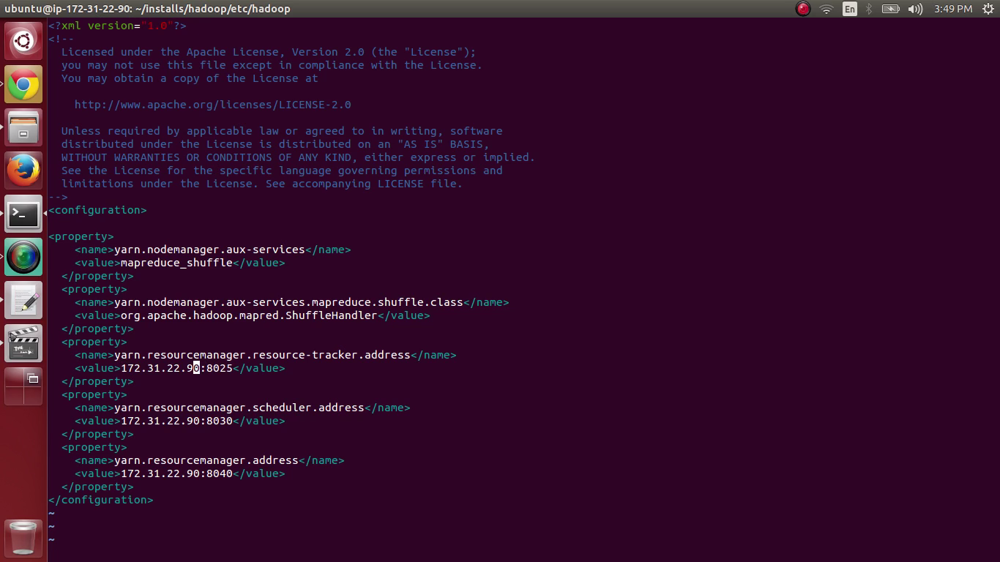 ubuntu@ip-172-31-22-90: ~/installs/hadoop/etc/hadoop
En
3:49 PM
<?xml version="1.0"?>
<!--
  Licensed under the Apache License, Version 2.0 (the "License");
  you may not use this file except in compliance with the License.
  You may obtain a copy of the License at

    http://www.apache.org/licenses/LICENSE-2.0

  Unless required by applicable law or agreed to in writing, software
  distributed under the License is distributed on an "AS IS" BASIS,
  WITHOUT WARRANTIES OR CONDITIONS OF ANY KIND, either express or implied.
  See the License for the specific language governing permissions and
  limitations under the License. See accompanying LICENSE file.
-->
<configuration>

<property>
    <name>yarn.nodemanager.aux-services</name>
    <value>mapreduce_shuffle</value>
  </property>
  <property>
    <name>yarn.nodemanager.aux-services.mapreduce.shuffle.class</name>
    <value>org.apache.hadoop.mapred.ShuffleHandler</value>
  </property>
  <property>
    <name>yarn.resourcemanager.resource-tracker.address</name>
    <value>172.31.22.90:8025</value>
  </property>
  <property>
    <name>yarn.resourcemanager.scheduler.address</name>
    <value>172.31.22.90:8030</value>
  </property>
  <property>
    <name>yarn.resourcemanager.address</name>
    <value>172.31.22.90:8040</value>
  </property>
</configuration>
~
~
~